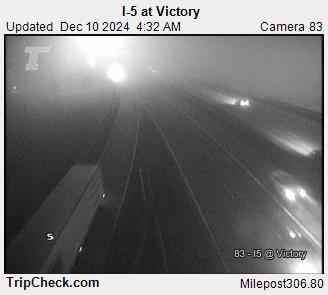 I-5 at Victory
Updated Dec 10 2024 4:32 AM Camera 83
S
83 - I5 @ Victory
TripCheck.com Milepost306.80